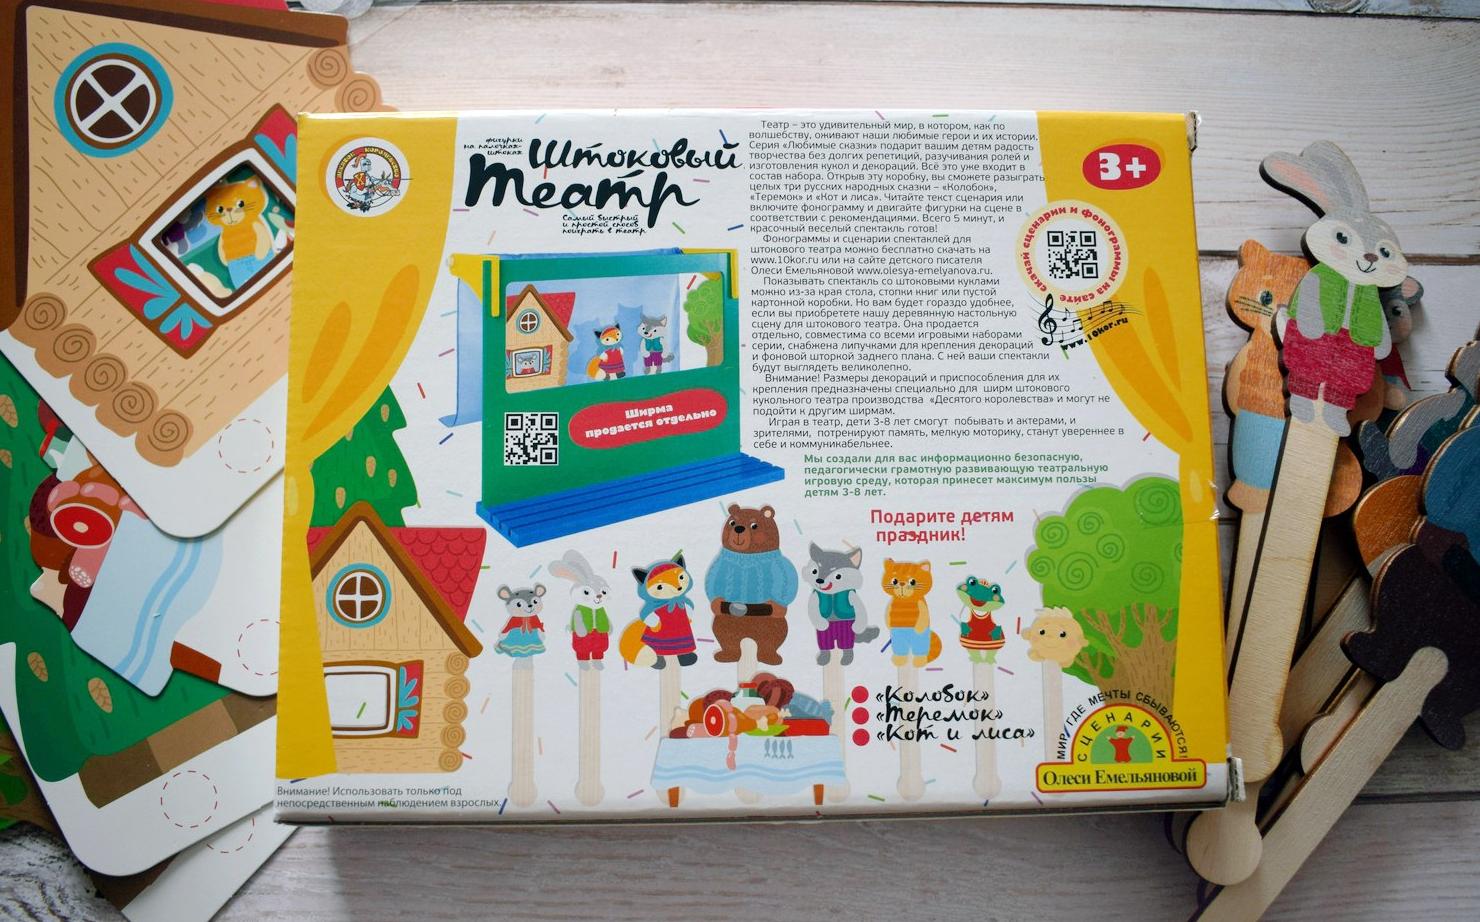 фигурки
на палочках-
штоках
Штоковый
Театр
Самый быстрый
и простой способ
поиграть в театр
Театр – это удивительный мир, в котором, как по
волшебству, оживают наши любимые герои и их истории.
Серия «Любимые сказки» подарит вашим детям радость
творчества без долгих репетиций, разучивания ролей и
изготовления кукол и декораций. Всё это уже входит в
состав набора. Открыв эту коробку, вы сможете разыграть
целых три русских народных сказки – «Колобок»,
«Теремок» и «Кот и лиса». Читайте текст сценария или
включите фонограмму и двигайте фигурки на сцене в
соответствии с рекомендациями. Всего 5 минут, и
красочный веселый спектакль готов!
Фонограммы и сценарии спектаклей для
штокового театра можно бесплатно скачать на
www.10kor.ru или на сайте детского писателя
Олеси Емельяновой www.olesya-emelyanova.ru.
Показывать спектакль со штоковыми куклами
можно из-за края стола, стопки книг или пустой
картонной коробки. Но вам будет гораздо удобнее,
если вы приобретете нашу деревянную настольную
сцену для штокового театра. Она продается
отдельно, совместима со всеми игровыми наборами
серии, снабжена липучками для крепления декораций
и фоновой шторкой заднего плана. С ней ваши спектакли
будут выглядеть великолепно.
Внимание! Размеры декораций и приспособления для их
крепления предназначены специально для ширм штокового
кукольного театра производства «Десятого королевства» и могут не
подойти к другим ширмам.
Играя в театр, дети 3-8 лет смогут побывать и актерами, и
зрителями, потренируют память, мелкую моторику, станут увереннее в
себе и коммуникабельнее.
3+
скачай сценарии и фонограммы на сайте
www.10kor.ru
Ширма
продается отдельно
Мы создали для вас информационно безопасную,
педагогически грамотную развивающую театральную
игровую среду, которая принесет максимум пользы
детям 3-8 лет.
Подарите детям
праздник!
«Колобок»
«Теремок»
«Кот и лиса»
МИР, ГДЕ МЕЧТЫ СБЫВАЮТСЯ!
СЦЕНАРИИ
Олеси Емельяновой
Внимание! Использовать только под
непосредственным наблюдением взрослых.